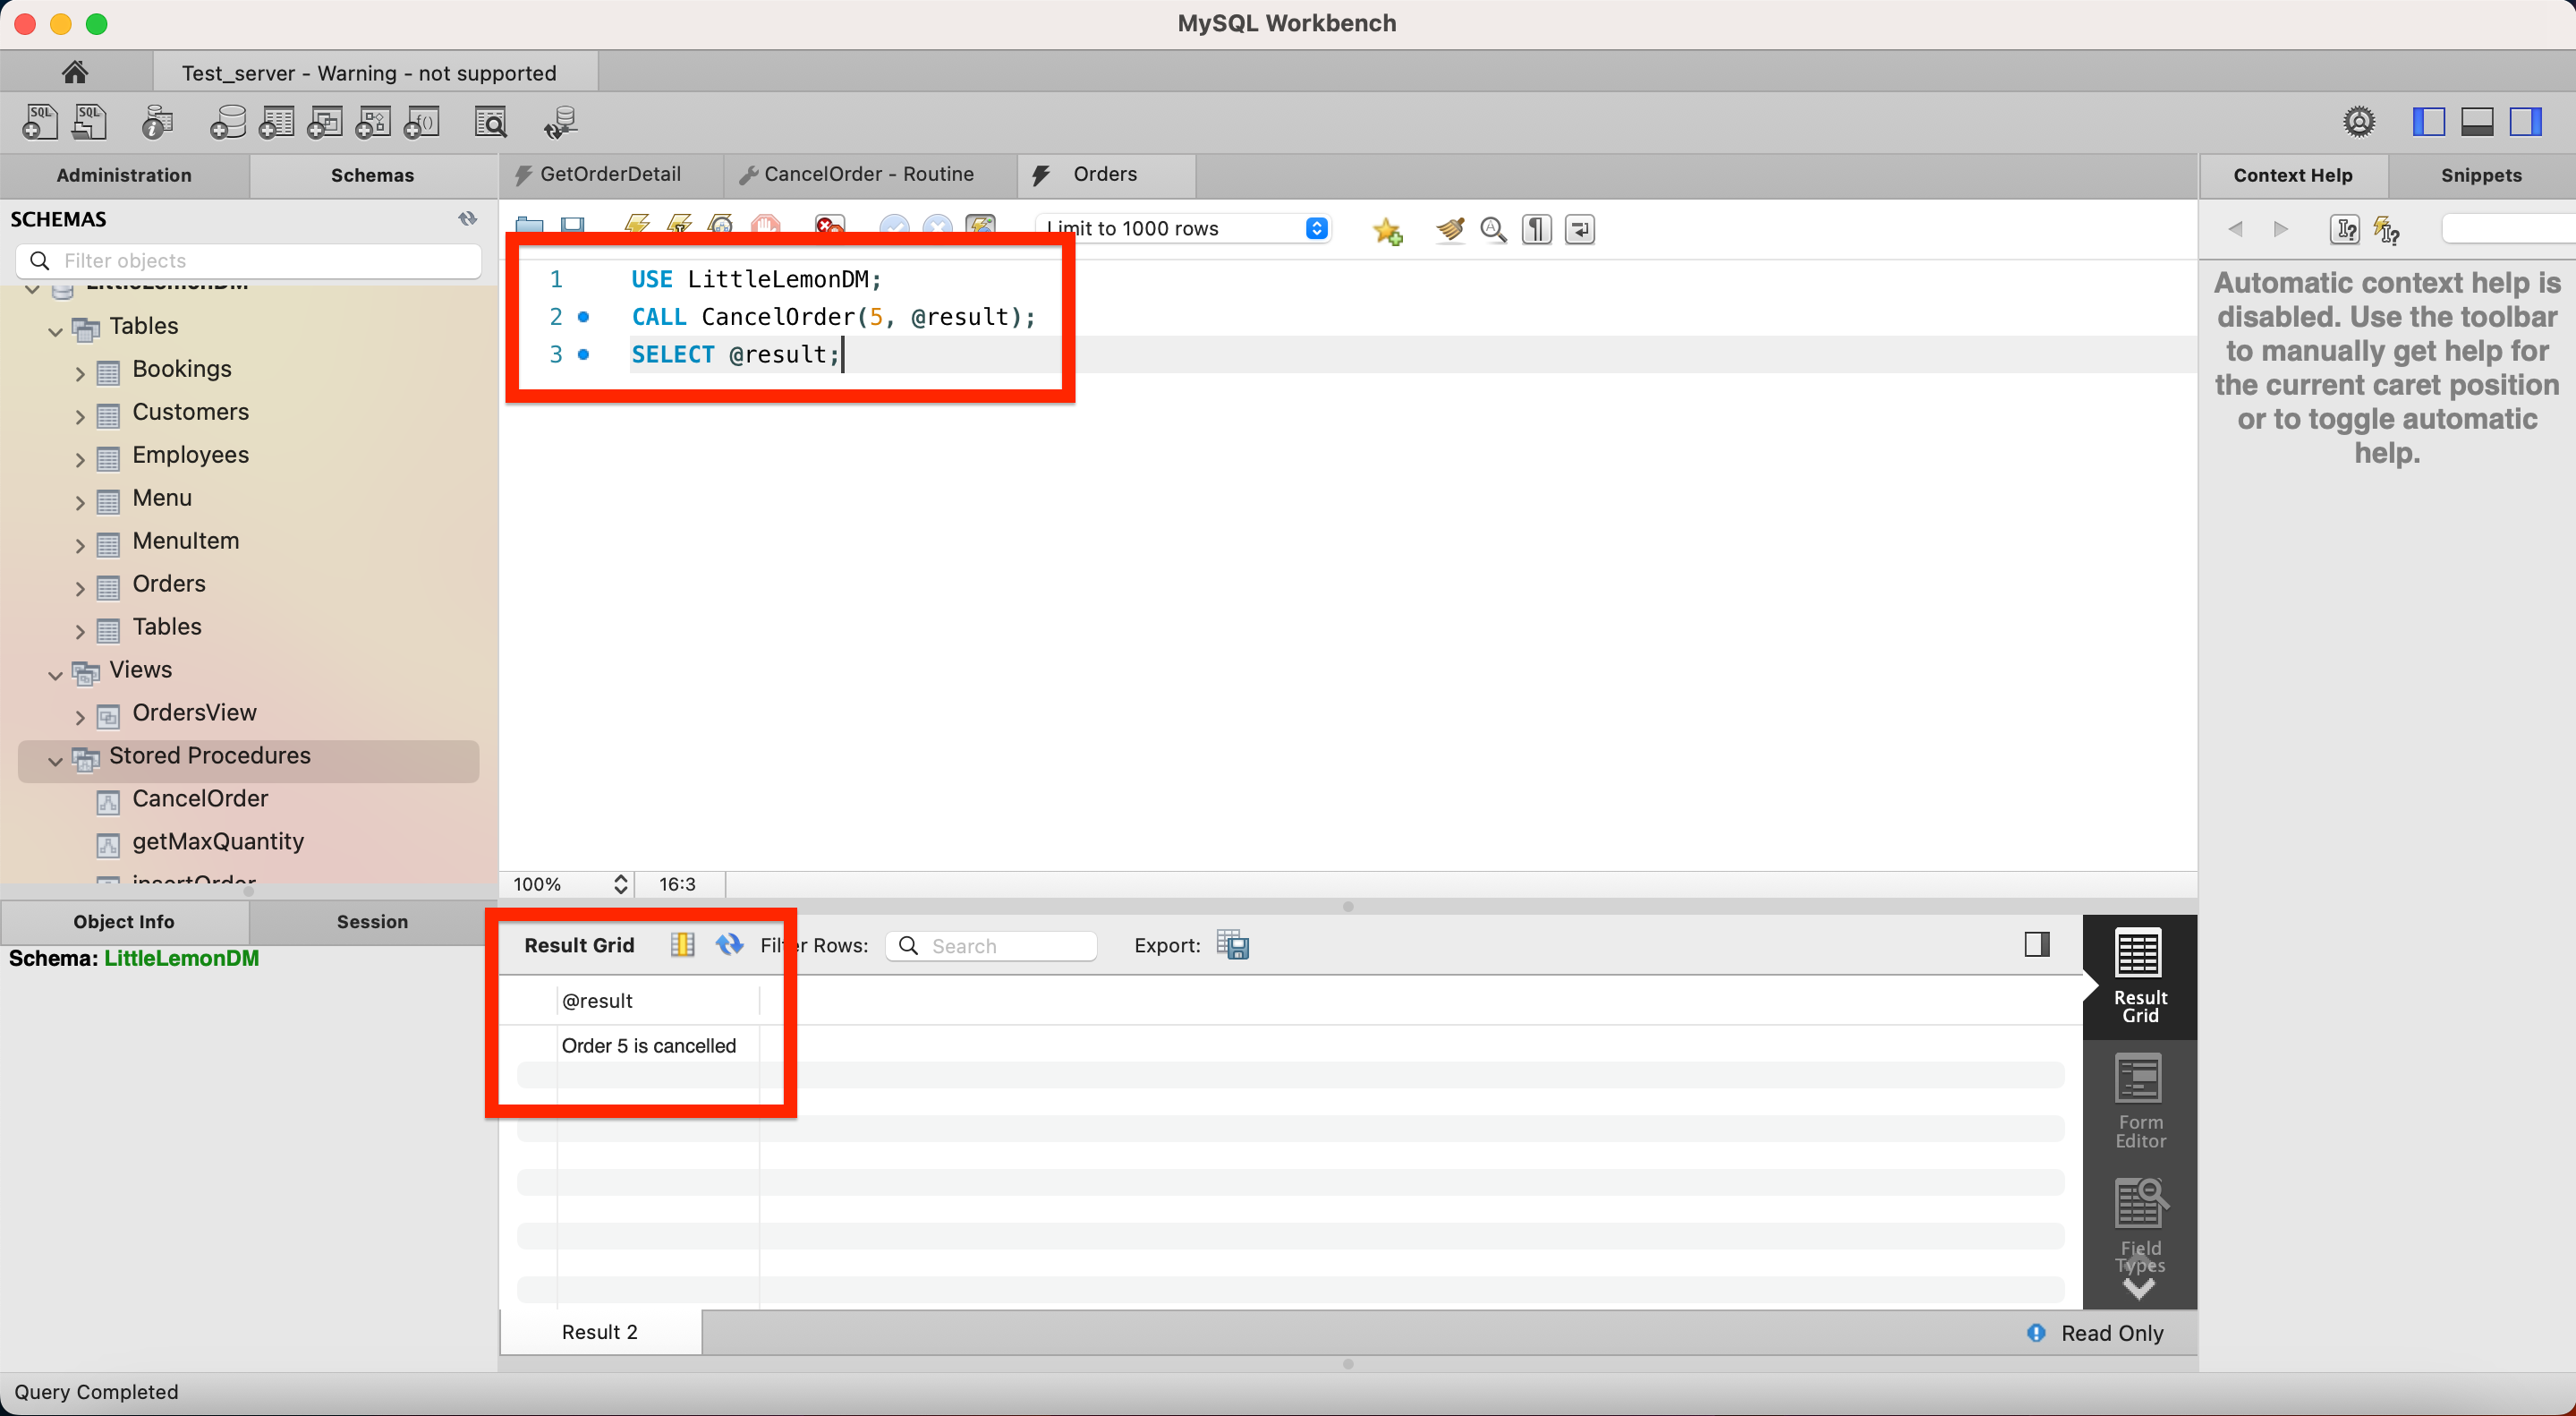 MySQL Workbench
Test_server - Warning - not supported
SQL SQL
Administration Schemas
GetOrderDetail CancelOrder - Routine Orders
Context Help Snippets
SCHEMAS
Filter objects
LittleLemonDM
Tables
Bookings
Customers
Employees
Menu
MenuItem
Orders
Tables
Views
OrdersView
Stored Procedures
CancelOrder
getMaxQuantity
insertOrder
Object Info Session
Schema: LittleLemonDM
Limit to 1000 rows
1 USE LittleLemonDM;
2 CALL CancelOrder(5, @result);
3 SELECT @result;
100% 16:3
Result Grid Filter Rows: Search Export:
@result
Order 5 is cancelled
Result 2
Read Only
Result
Grid
Form
Editor
Field
Types
Automatic context help is
disabled. Use the toolbar
to manually get help for
the current caret position
or to toggle automatic
help.
Query Completed